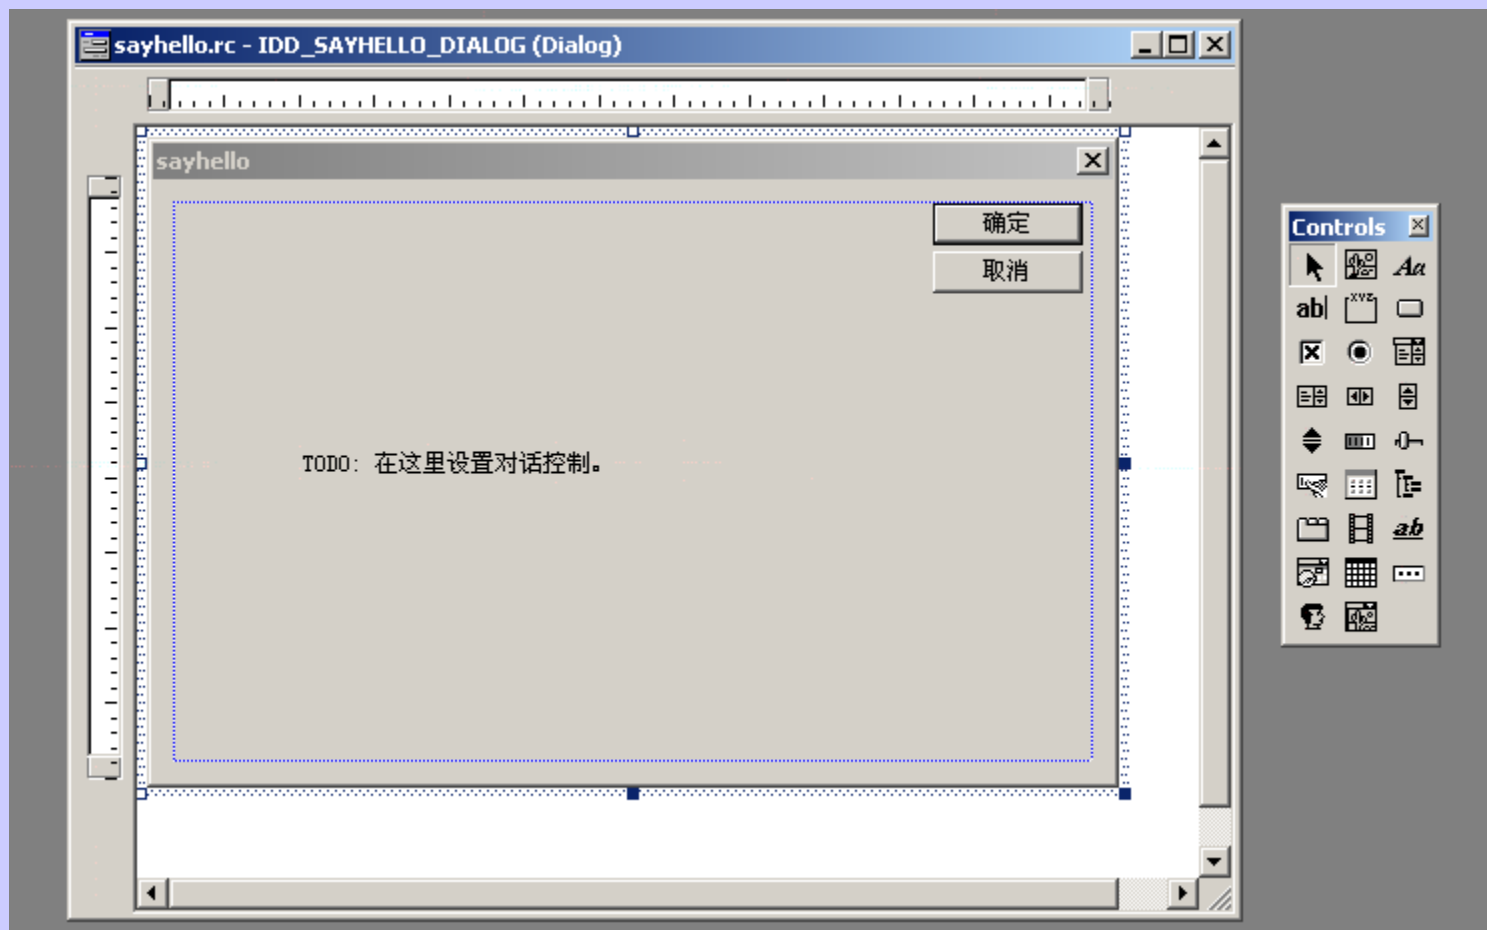 sayhello.rc - IDD_SAYHELLO_DIALOG (Dialog)
sayhello
确定
取消
TODO: 在这里设置对话控制。
Controls
Aa
ab|
XYZ
ab